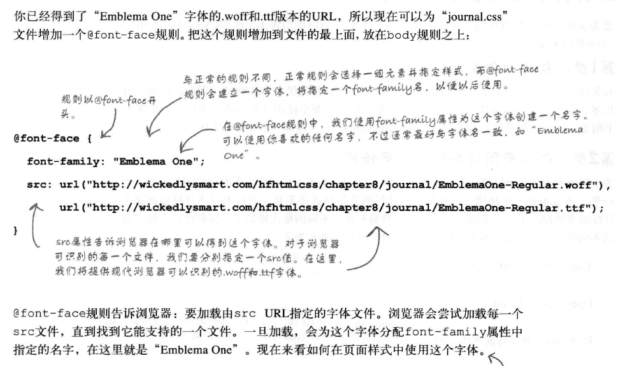 你已经得到了“Emblema One”字体的.woff和.ttf版本的URL，所以现在可以为“journal.css”
文件增加一个@font-face规则。把这个规则增加到文件的最上面，放在body规则之上：
与正常的规则不同，正常规则会选择一组元素并指定样式，而@font-face
规则会建立一个字体，将指定一个font-family名，以便以后使用。
规则以@font-face开
头。
在@font-face规则中，我们使用font-family属性为这个字体创建一个名字。
可以使用你喜欢的任何名字，不过通常最好与字体名一致，如“Emblema
One”。
@font-face {
font-family: "Emblema One";
src: url("http://wickedlysmart.com/hfhtmlcss/chapter8/journal/EmblemaOne-Regular.woff"),
url("http://wickedlysmart.com/hfhtmlcss/chapter8/journal/EmblemaOne-Regular.ttf");
}
src属性告诉浏览器在哪里可以得到这个字体。对于浏览器
可识别的每一个文件，我们要分别指定一个src值。在这里，
我们将提供现代浏览器可以识别的.woff和.ttf字体。
@font-face规则告诉浏览器：要加载由src URL指定的字体文件。浏览器会尝试加载每一个
src文件，直到找到它能支持的一个文件。一旦加载，会为这个字体分配font-family属性中
指定的名字，在这里就是“Emblema One”。现在来看如何在页面样式中使用这个字体。